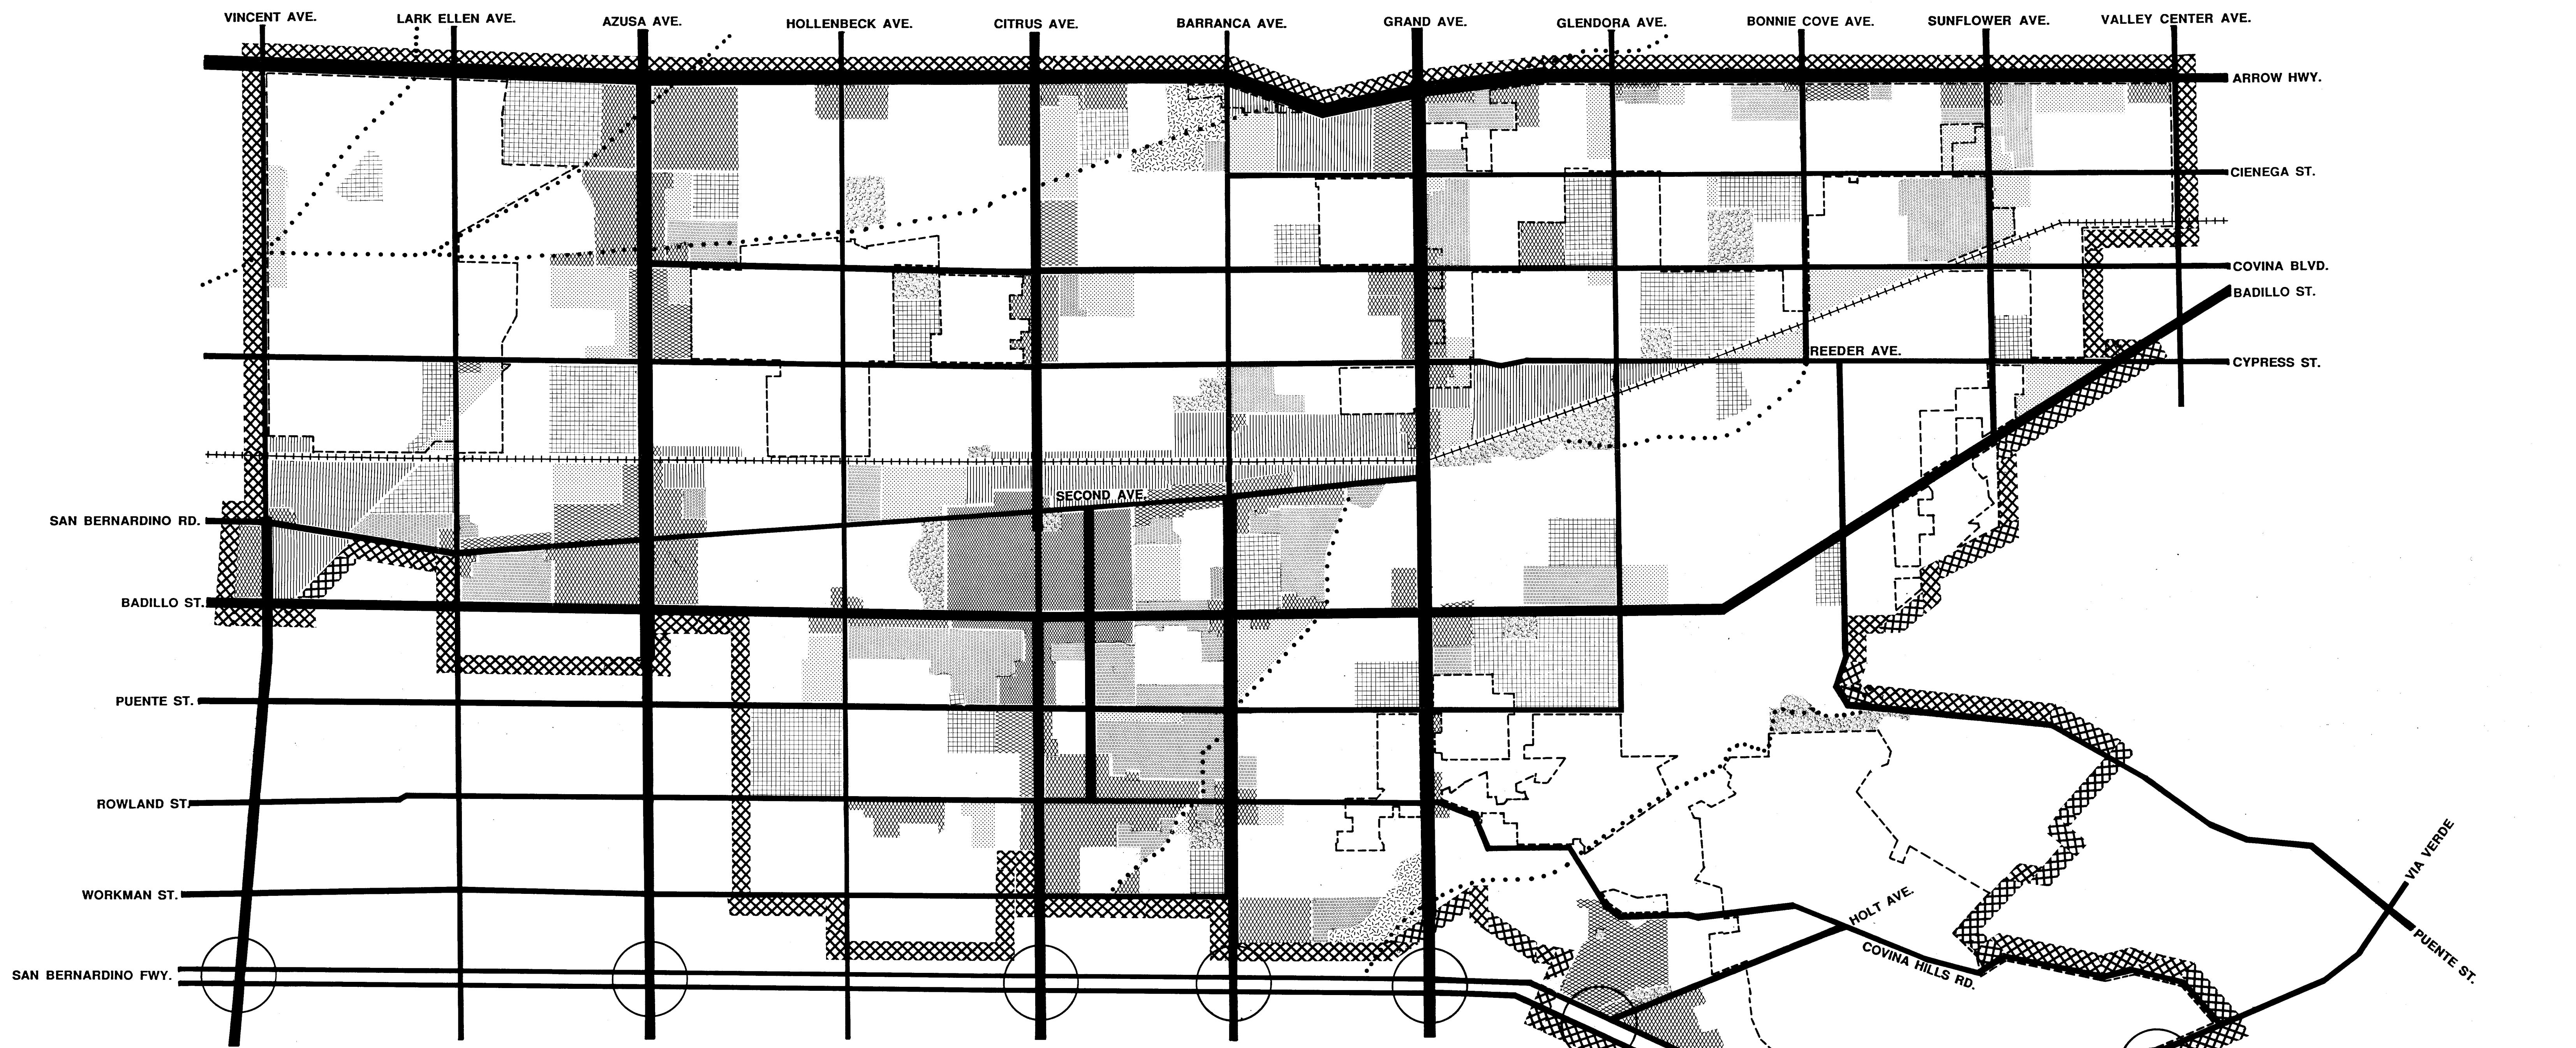 VINCENT AVE.
LARK ELLEN AVE.
AZUSA AVE.
HOLLENBECK AVE.
CITRUS AVE.
BARRANCA AVE.
GRAND AVE.
GLENDORA AVE.
BONNIE COVE AVE.
SUNFLOWER AVE.
VALLEY CENTER AVE.
ARROW HWY.
CIENEGA ST.
COVINA BLVD.
BADILLO ST.
REEDER AVE.
CYPRESS ST.
SECOND AVE.
SAN BERNARDINO RD.
BADILLO ST.
PUENTE ST.
ROWLAND ST.
VIA VERDE
WORKMAN ST.
HOLT AVE.
COVINA HILLS RD.
PUENTE ST.
SAN BERNARDINO FWY.